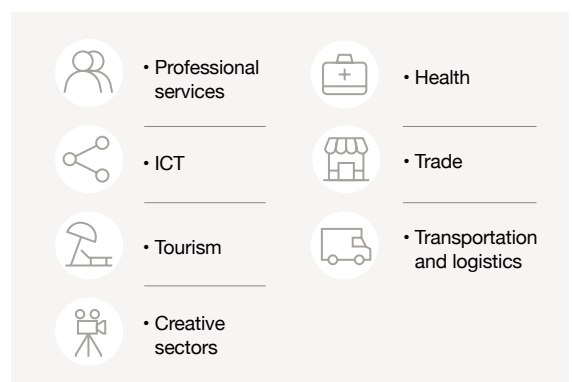 • Professional
services
• ICT
• Tourism
• Creative
sectors
• Health
• Trade
• Transportation
and logistics